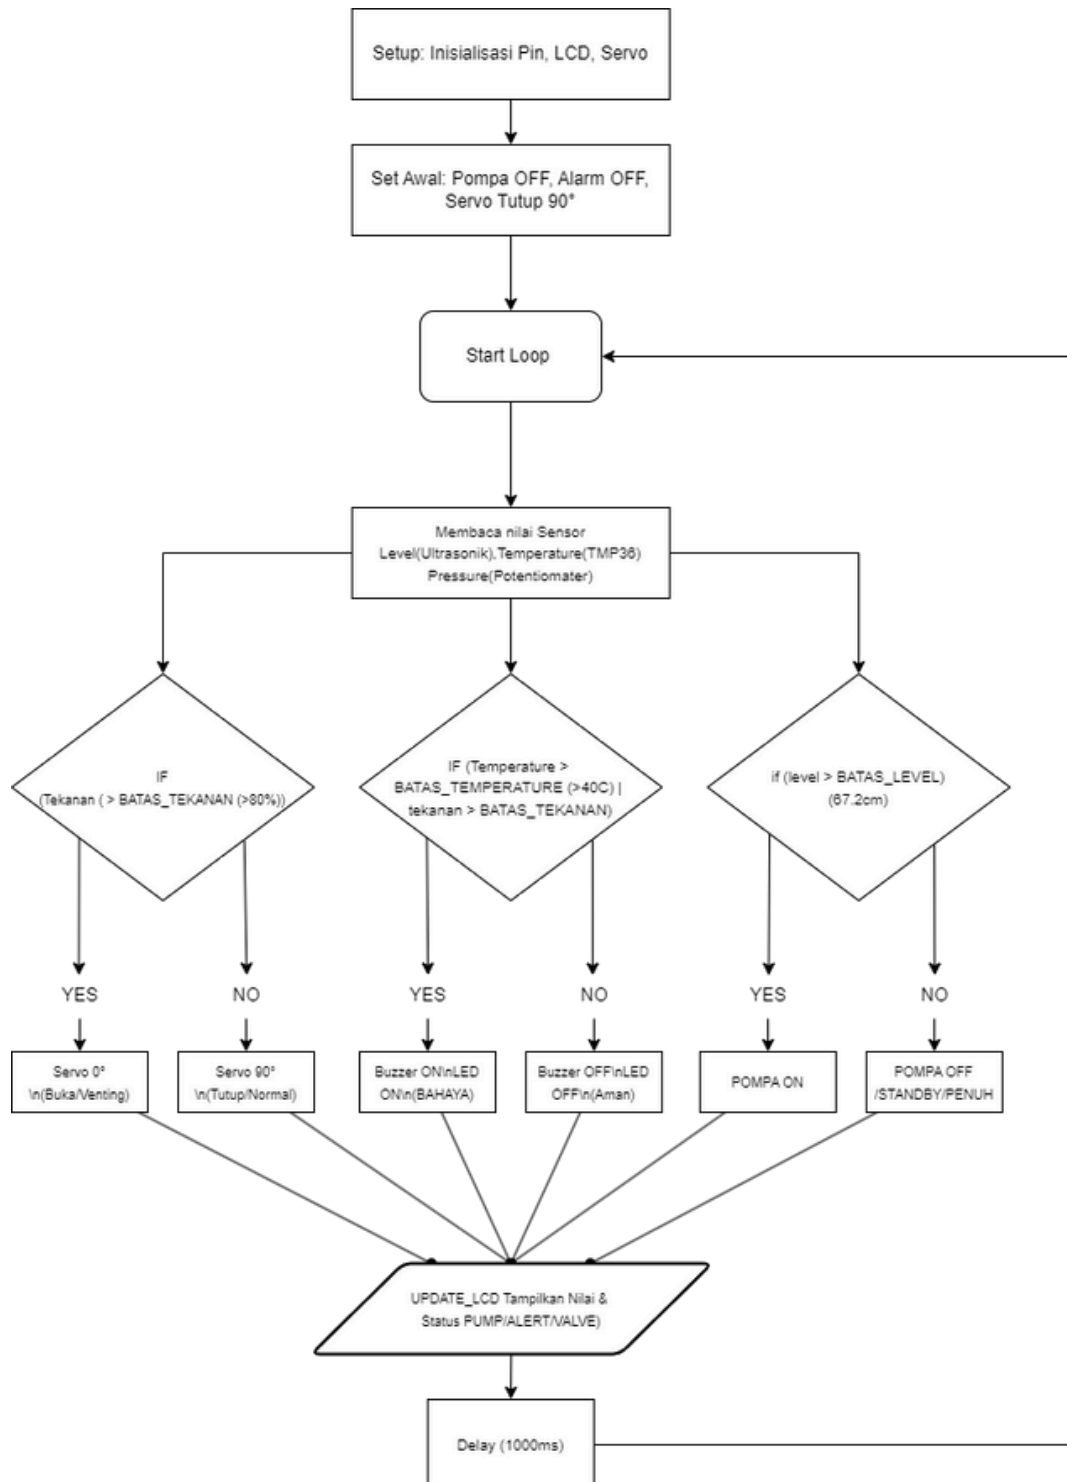 Setup: Inisialisasi Pin, LCD, Servo
Set Awal: Pompa OFF, Alarm OFF,
Servo Tutup 90°
Start Loop
Membaca nilai Sensor
Level(Ultrasonik).Temperature(TMP36)
Pressure(Potentiomater)
IF
(Tekanan ( > BATAS_TEKANAN (>80%))
IF (Temperature >
BATAS_TEMPERATURE (>40C) |
tekanan > BATAS_TEKANAN)
if (level > BATAS_LEVEL)
(67.2cm)
YES
NO
YES
NO
YES
NO
Servo 0°
\n(Buka/Venting)
Servo 90°
\n(Tutup/Normal)
Buzzer ON\nLED
ON\n(BAHAYA)
Buzzer OFF\nLED
OFF\n(Aman)
POMPA ON
POMPA OFF
/STANDBY/PENUH
UPDATE_LCD Tampilkan Nilai &
Status PUMP/ALERT/VALVE)
Delay (1000ms)